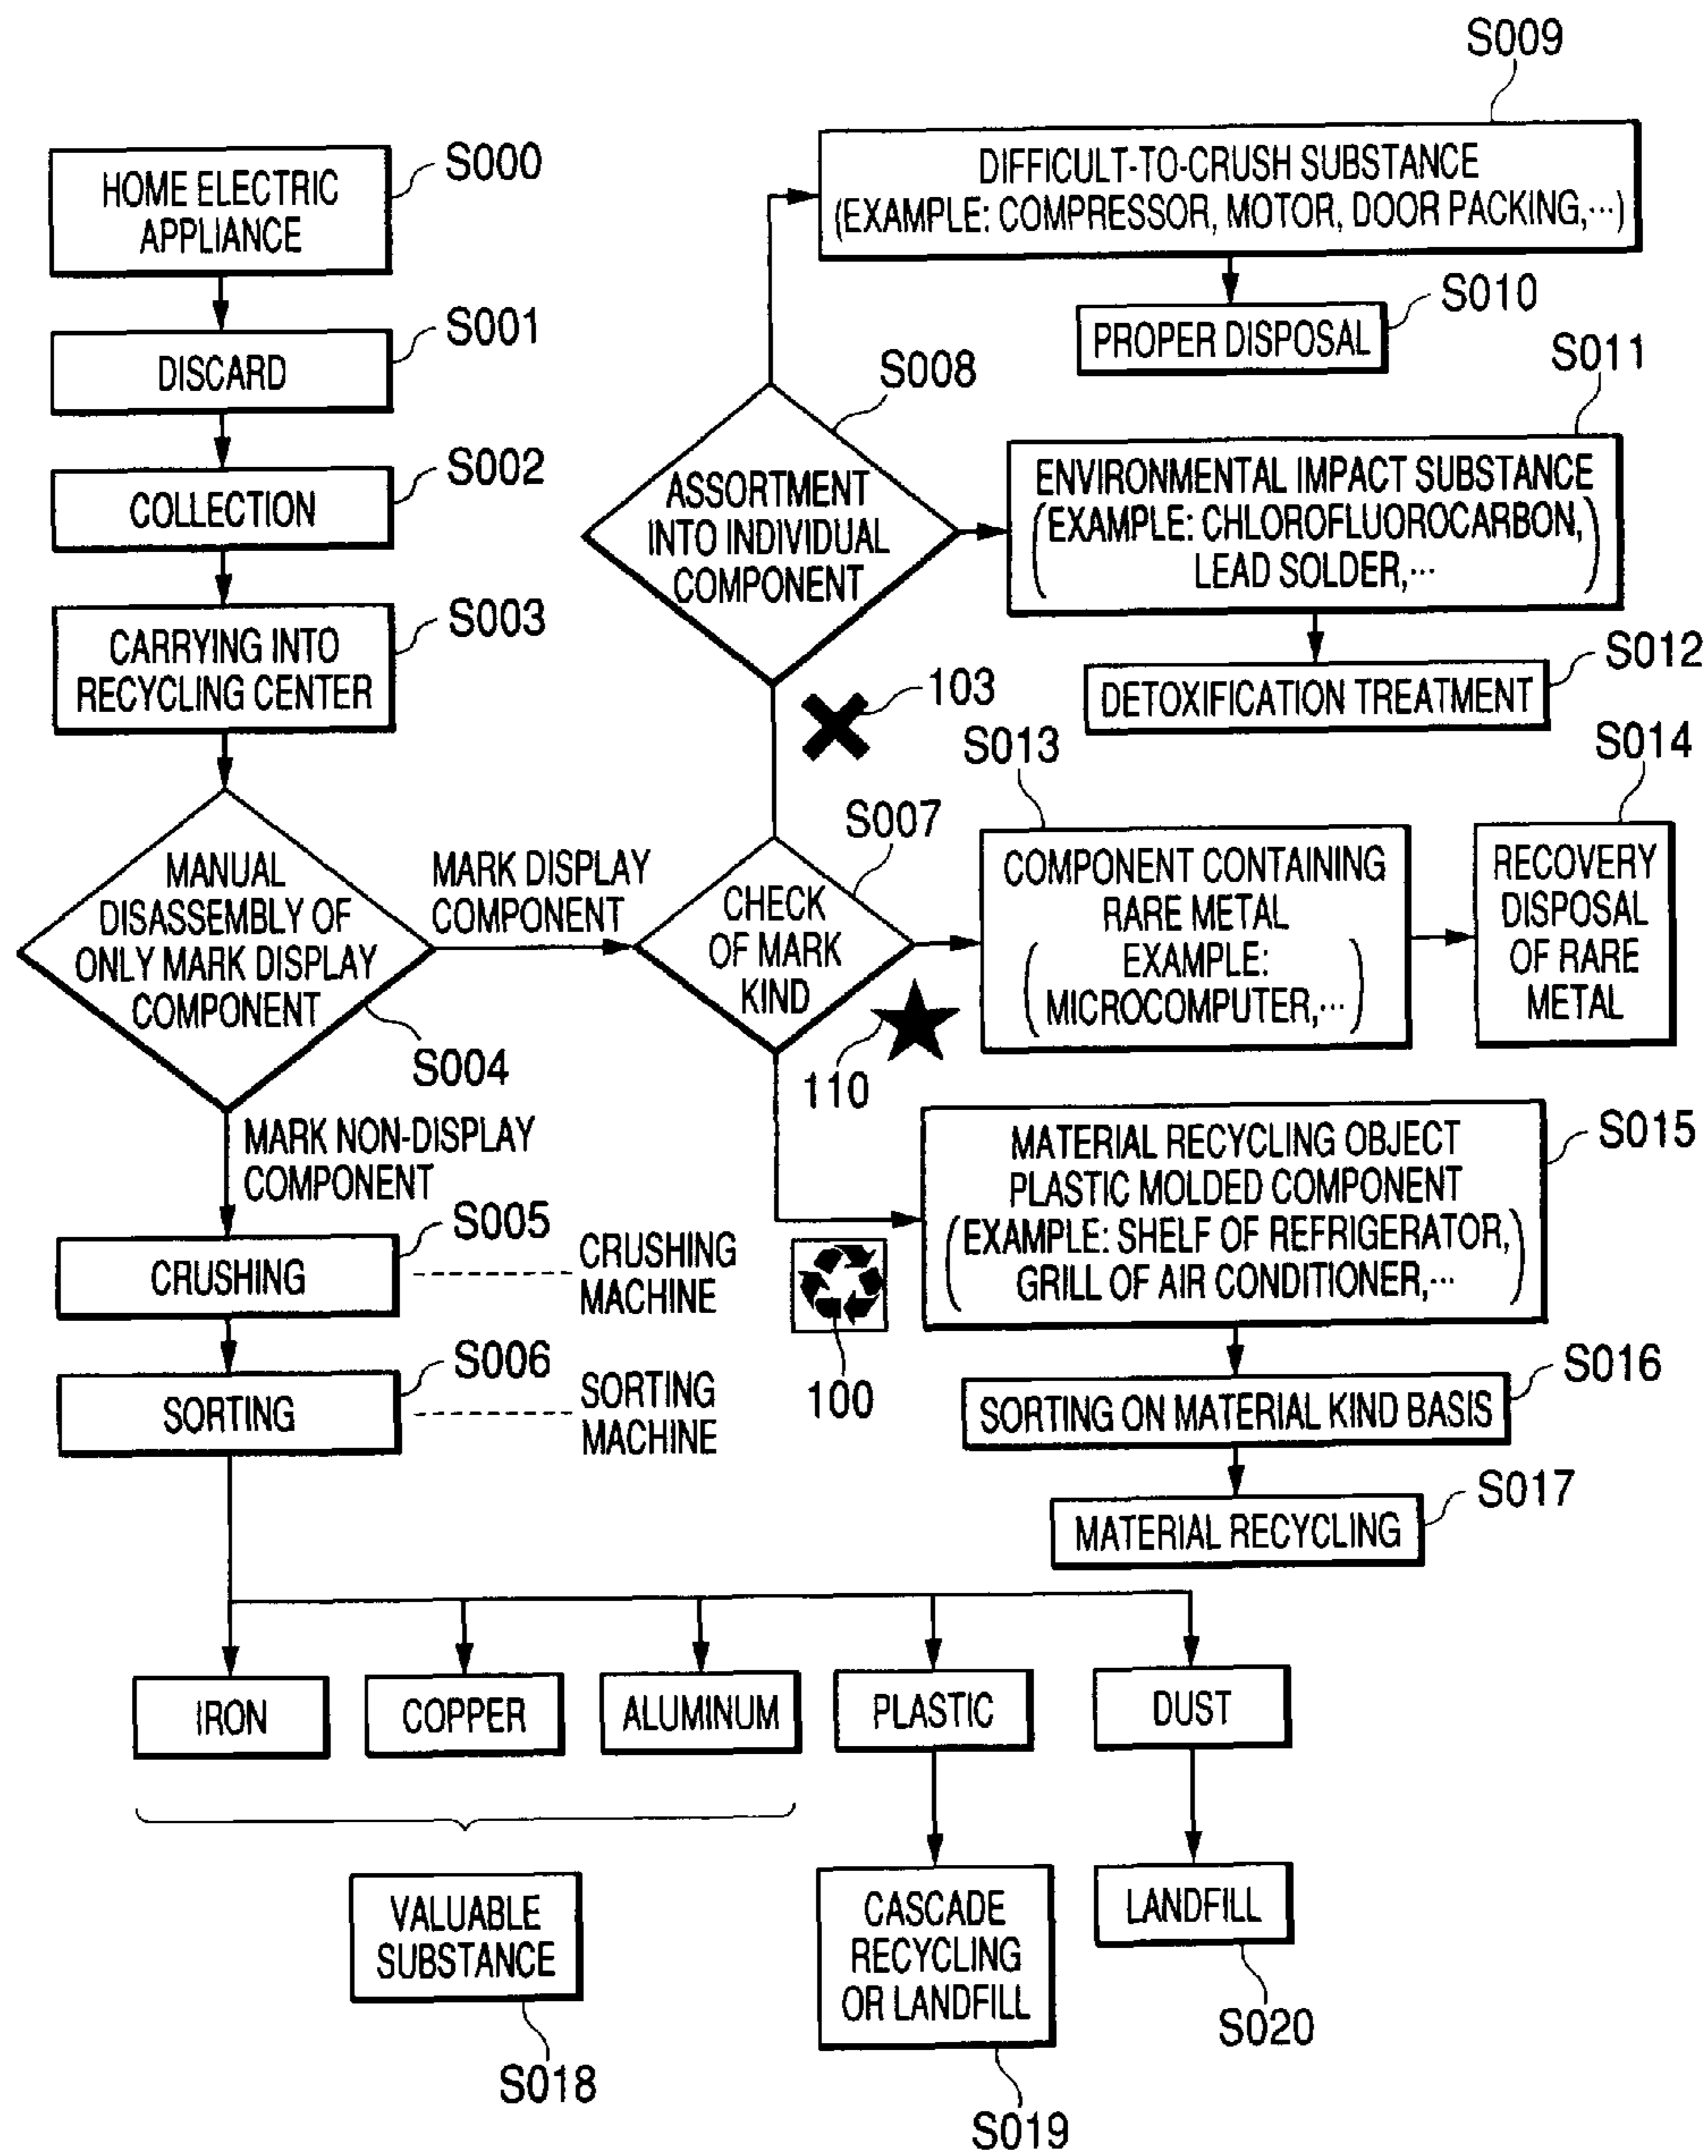 HOME ELECTRIC
APPLIANCE
S000
DISCARD
S001
COLLECTION
S002
CARRYING INTO
RECYCLING CENTER
S003
MANUAL
DISASSEMBLY OF
ONLY MARK DISPLAY
COMPONENT
S004
MARK DISPLAY
COMPONENT
MARK NON-DISPLAY
COMPONENT
CRUSHING
S005
CRUSHING
MACHINE
SORTING
S006
SORTING
MACHINE
CHECK
OF MARK
KIND
S007
103
110
100
ASSORTMENT
INTO INDIVIDUAL
COMPONENT
S008
S009
DIFFICULT-TO-CRUSH SUBSTANCE
(EXAMPLE: COMPRESSOR, MOTOR, DOOR PACKING,···)
S010
PROPER DISPOSAL
S011
ENVIRONMENTAL IMPACT SUBSTANCE
(EXAMPLE: CHLOROFLUOROCARBON,
LEAD SOLDER,···)
S012
DETOXIFICATION TREATMENT
S013
COMPONENT CONTAINING
RARE METAL
(EXAMPLE:
MICROCOMPUTER,···)
S014
RECOVERY
DISPOSAL
OF RARE
METAL
S015
MATERIAL RECYCLING OBJECT
PLASTIC MOLDED COMPONENT
(EXAMPLE: SHELF OF REFRIGERATOR,
GRILL OF AIR CONDITIONER,···)
S016
SORTING ON MATERIAL KIND BASIS
S017
MATERIAL RECYCLING
IRON
COPPER
ALUMINUM
PLASTIC
DUST
VALUABLE
SUBSTANCE
S018
CASCADE
RECYCLING
OR LANDFILL
S019
LANDFILL
S020